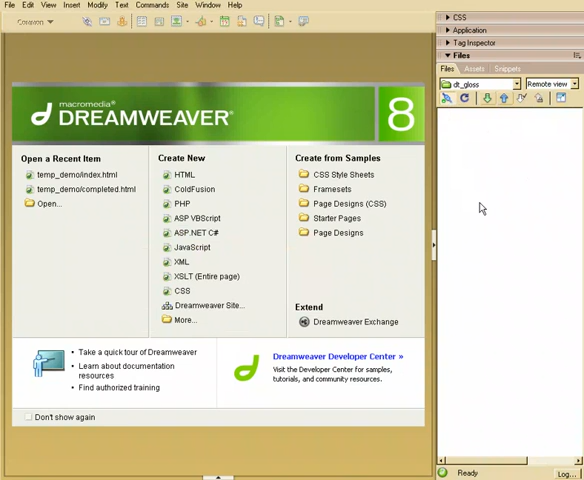 File Edit View Insert Modify Text Commands Site Window Help
Common
CSS
Application
Tag Inspector
Files
Files Assets Snippets
dt_gloss Remote view
macromedia®
DREAMWEAVER® 8
Open a Recent Item
temp_demo/index.html
temp_demo/completed.html
Open...
Create New
HTML
ColdFusion
PHP
ASP VBScript
ASP.NET C#
JavaScript
XML
XSLT (Entire page)
CSS
Dreamweaver Site...
More...
Create from Samples
CSS Style Sheets
Framesets
Page Designs (CSS)
Starter Pages
Page Designs
Extend
Dreamweaver Exchange
• Take a quick tour of Dreamweaver
• Learn about documentation
resources
• Find authorized training
Dreamweaver Developer Center »
Visit the Developer Center for samples,
tutorials, and community resources.
Don't show again
Ready Log...